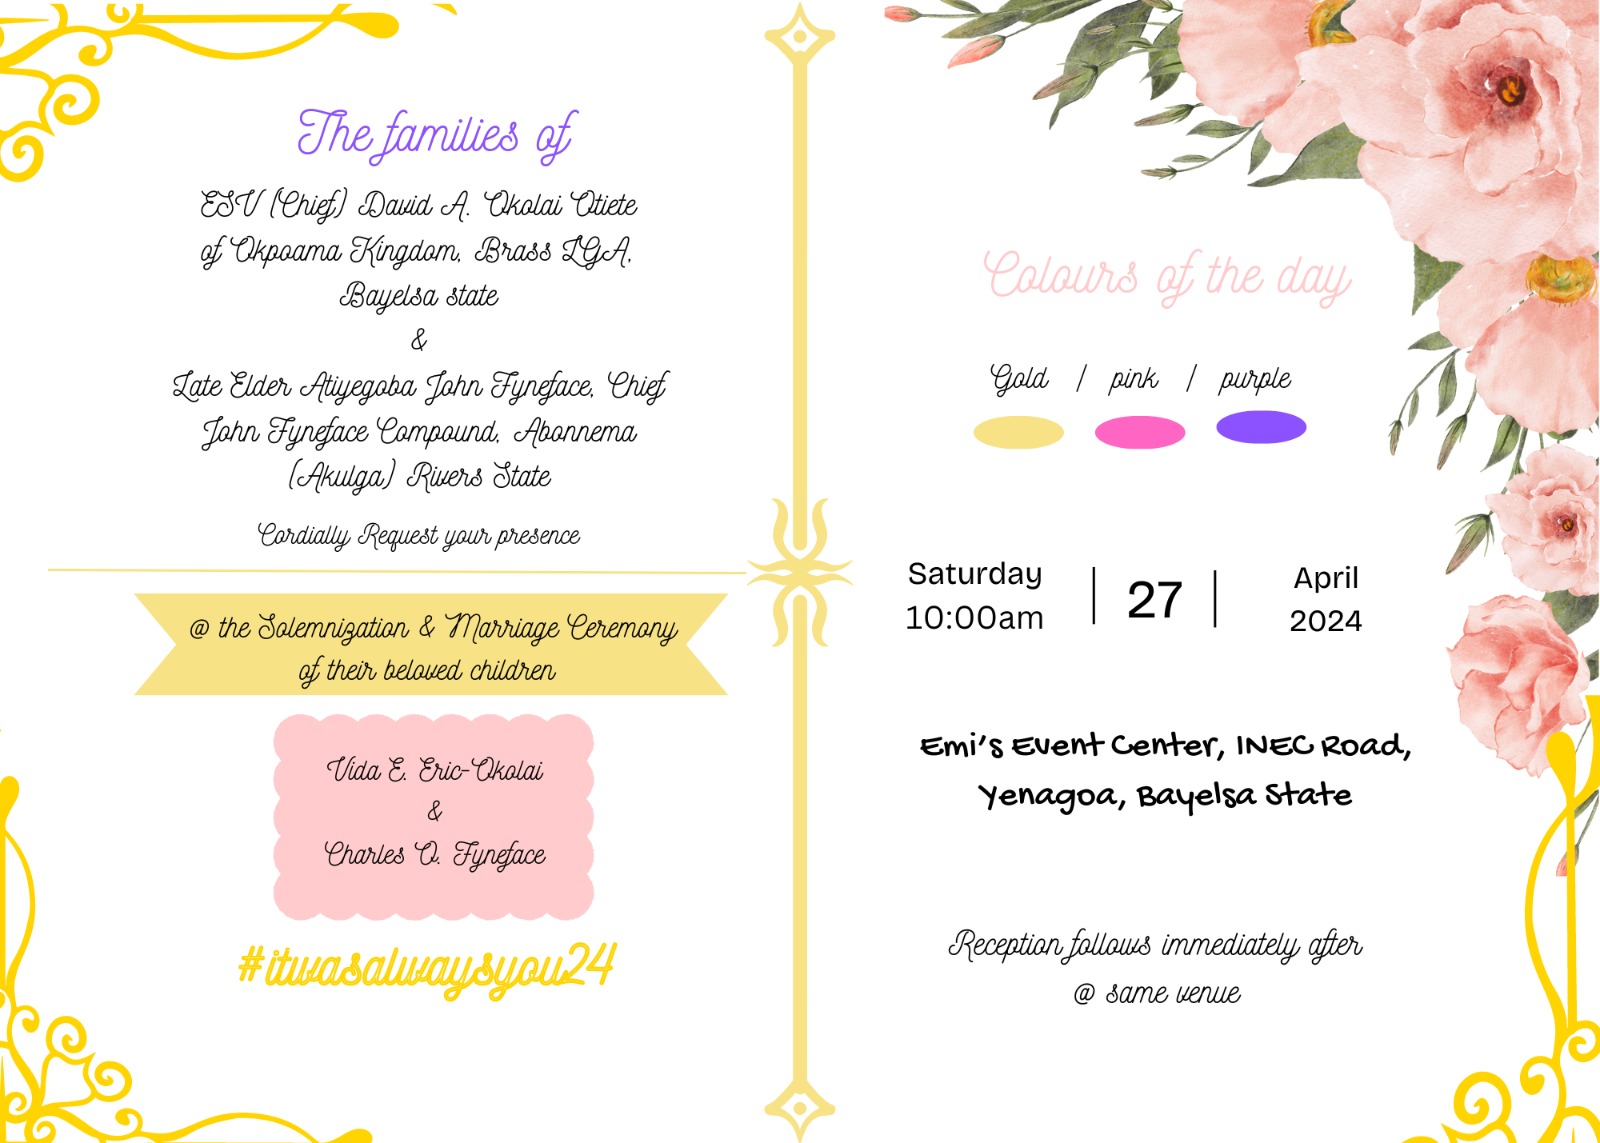 The families of
ESV (Chief) David A. Okolai Otiete
of Okpoama Kingdom, Brass LGA,
Bayelsa state
&
Late Elder Atiyegoba John Fyneface, Chief
John Fyneface Compound, Abonnema
(Akulga) Rivers State
Cordially Request your presence
@ the Solemnization & Marriage Ceremony
of their beloved children
Vida E. Eric-Okolai
&
Charles O. Fyneface
#itwasalwaysyou24
Colours of the day
Gold / pink / purple
Saturday
10:00am
27
April
2024
Emi's Event Center, INEC Road,
Yenagoa, Bayelsa State
Reception follows immediately after
@ same venue